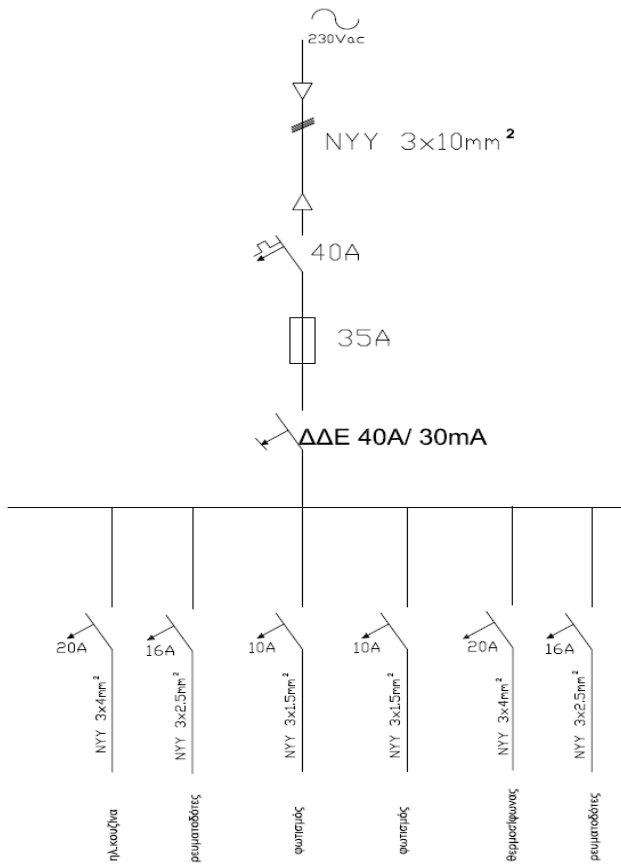 230Vac
NYY 3x10mm²
40A
35A
ΔΔΕ 40A/ 30mA
20A
16A
10A
10A
20A
16A
NYY 3x4mm²
NYY 3x2.5mm²
NYY 3x1.5mm²
NYY 3x1.5mm²
NYY 3x4mm²
NYY 3x2.5mm²
ηλ.κουζίνα
ρευματοδότες
φωτισμός
φωτισμός
θερμοσίφωνας
ρευματοδότες